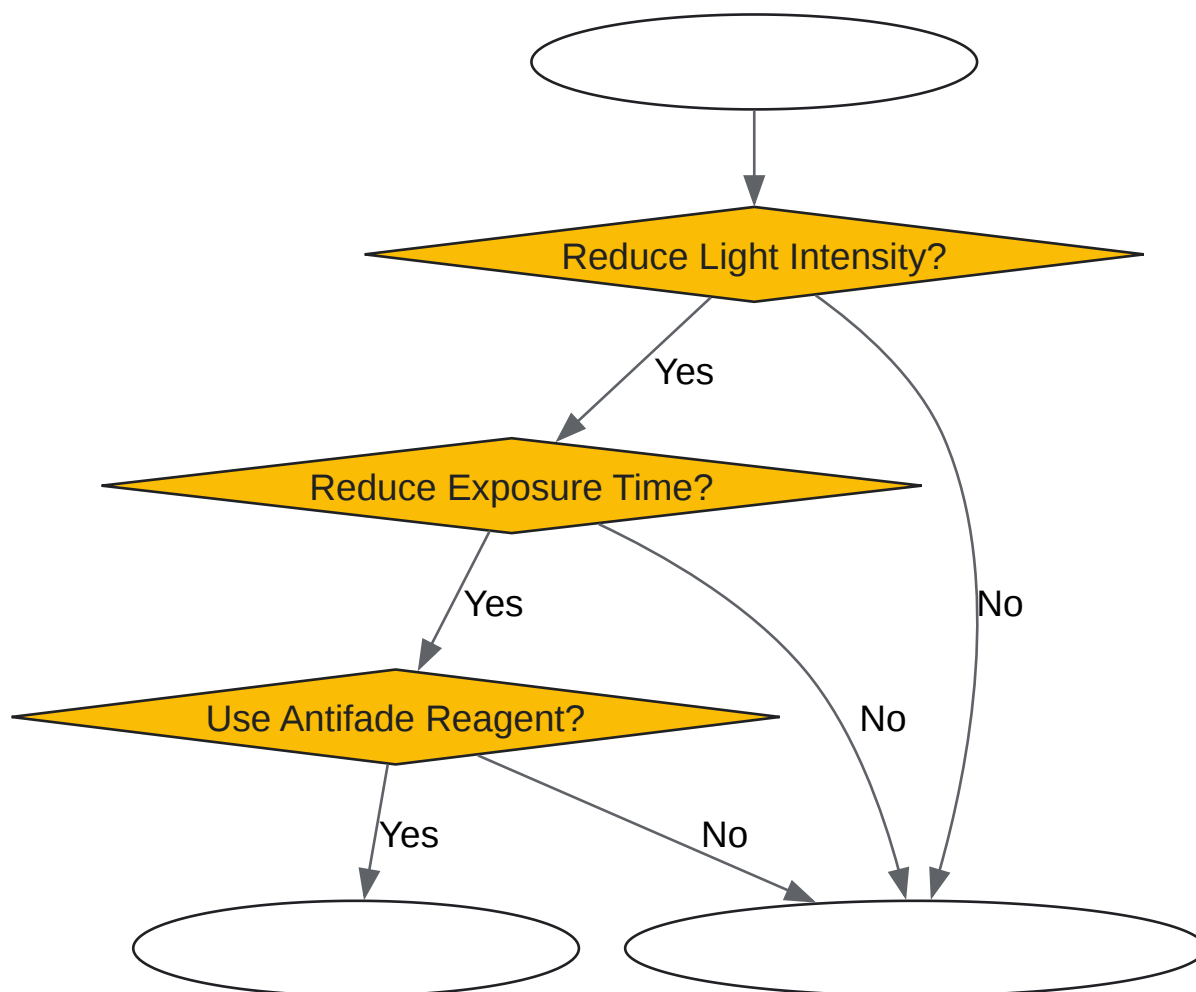 Reduce Light Intensity?
Yes
Reduce Exposure Time?
Yes
No
Use Antifade Reagent?
No
Yes
No